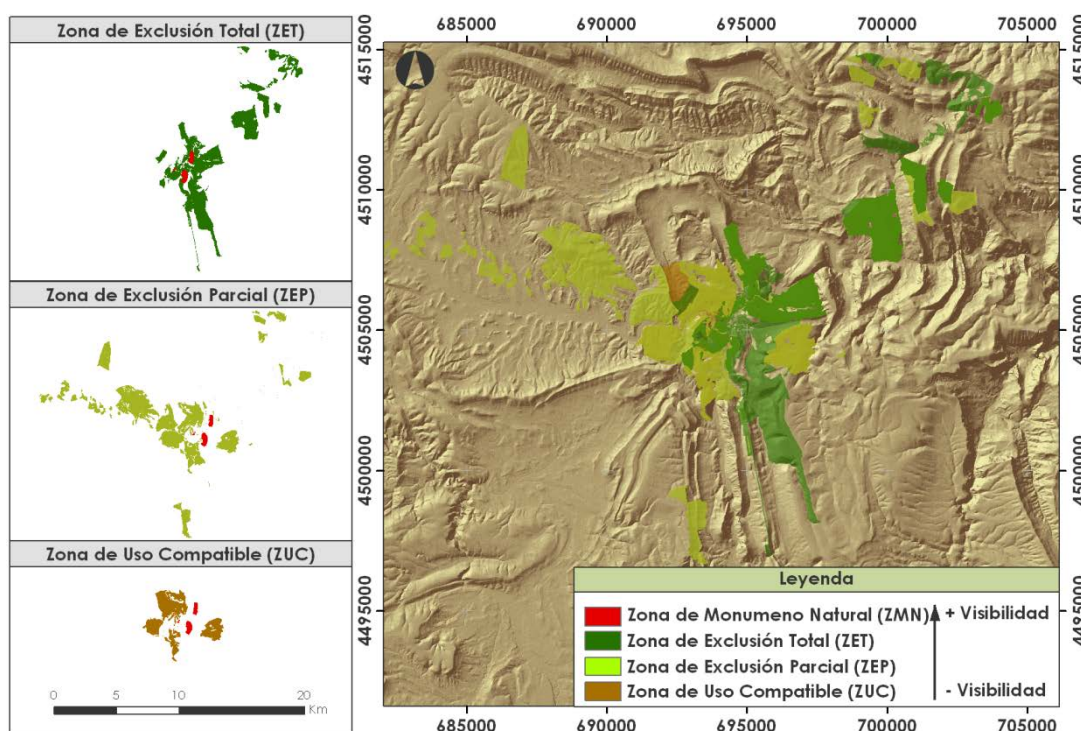 Zona de Exclusión Total (ZET)
Zona de Exclusión Parcial (ZEP)
Zona de Uso Compatible (ZUC)
0 5 10 20
Km
685000 690000 695000 700000 705000
4515000 4515000
4510000 4510000
4505000 4505000
4500000 4500000
4495000 4495000
Leyenda
Zona de Monumeno Natural (ZMN)
Zona de Exclusión Total (ZET)
Zona de Exclusión Parcial (ZEP)
Zona de Uso Compatible (ZUC)
+ Visibilidad
- Visibilidad
685000 690000 695000 700000 705000